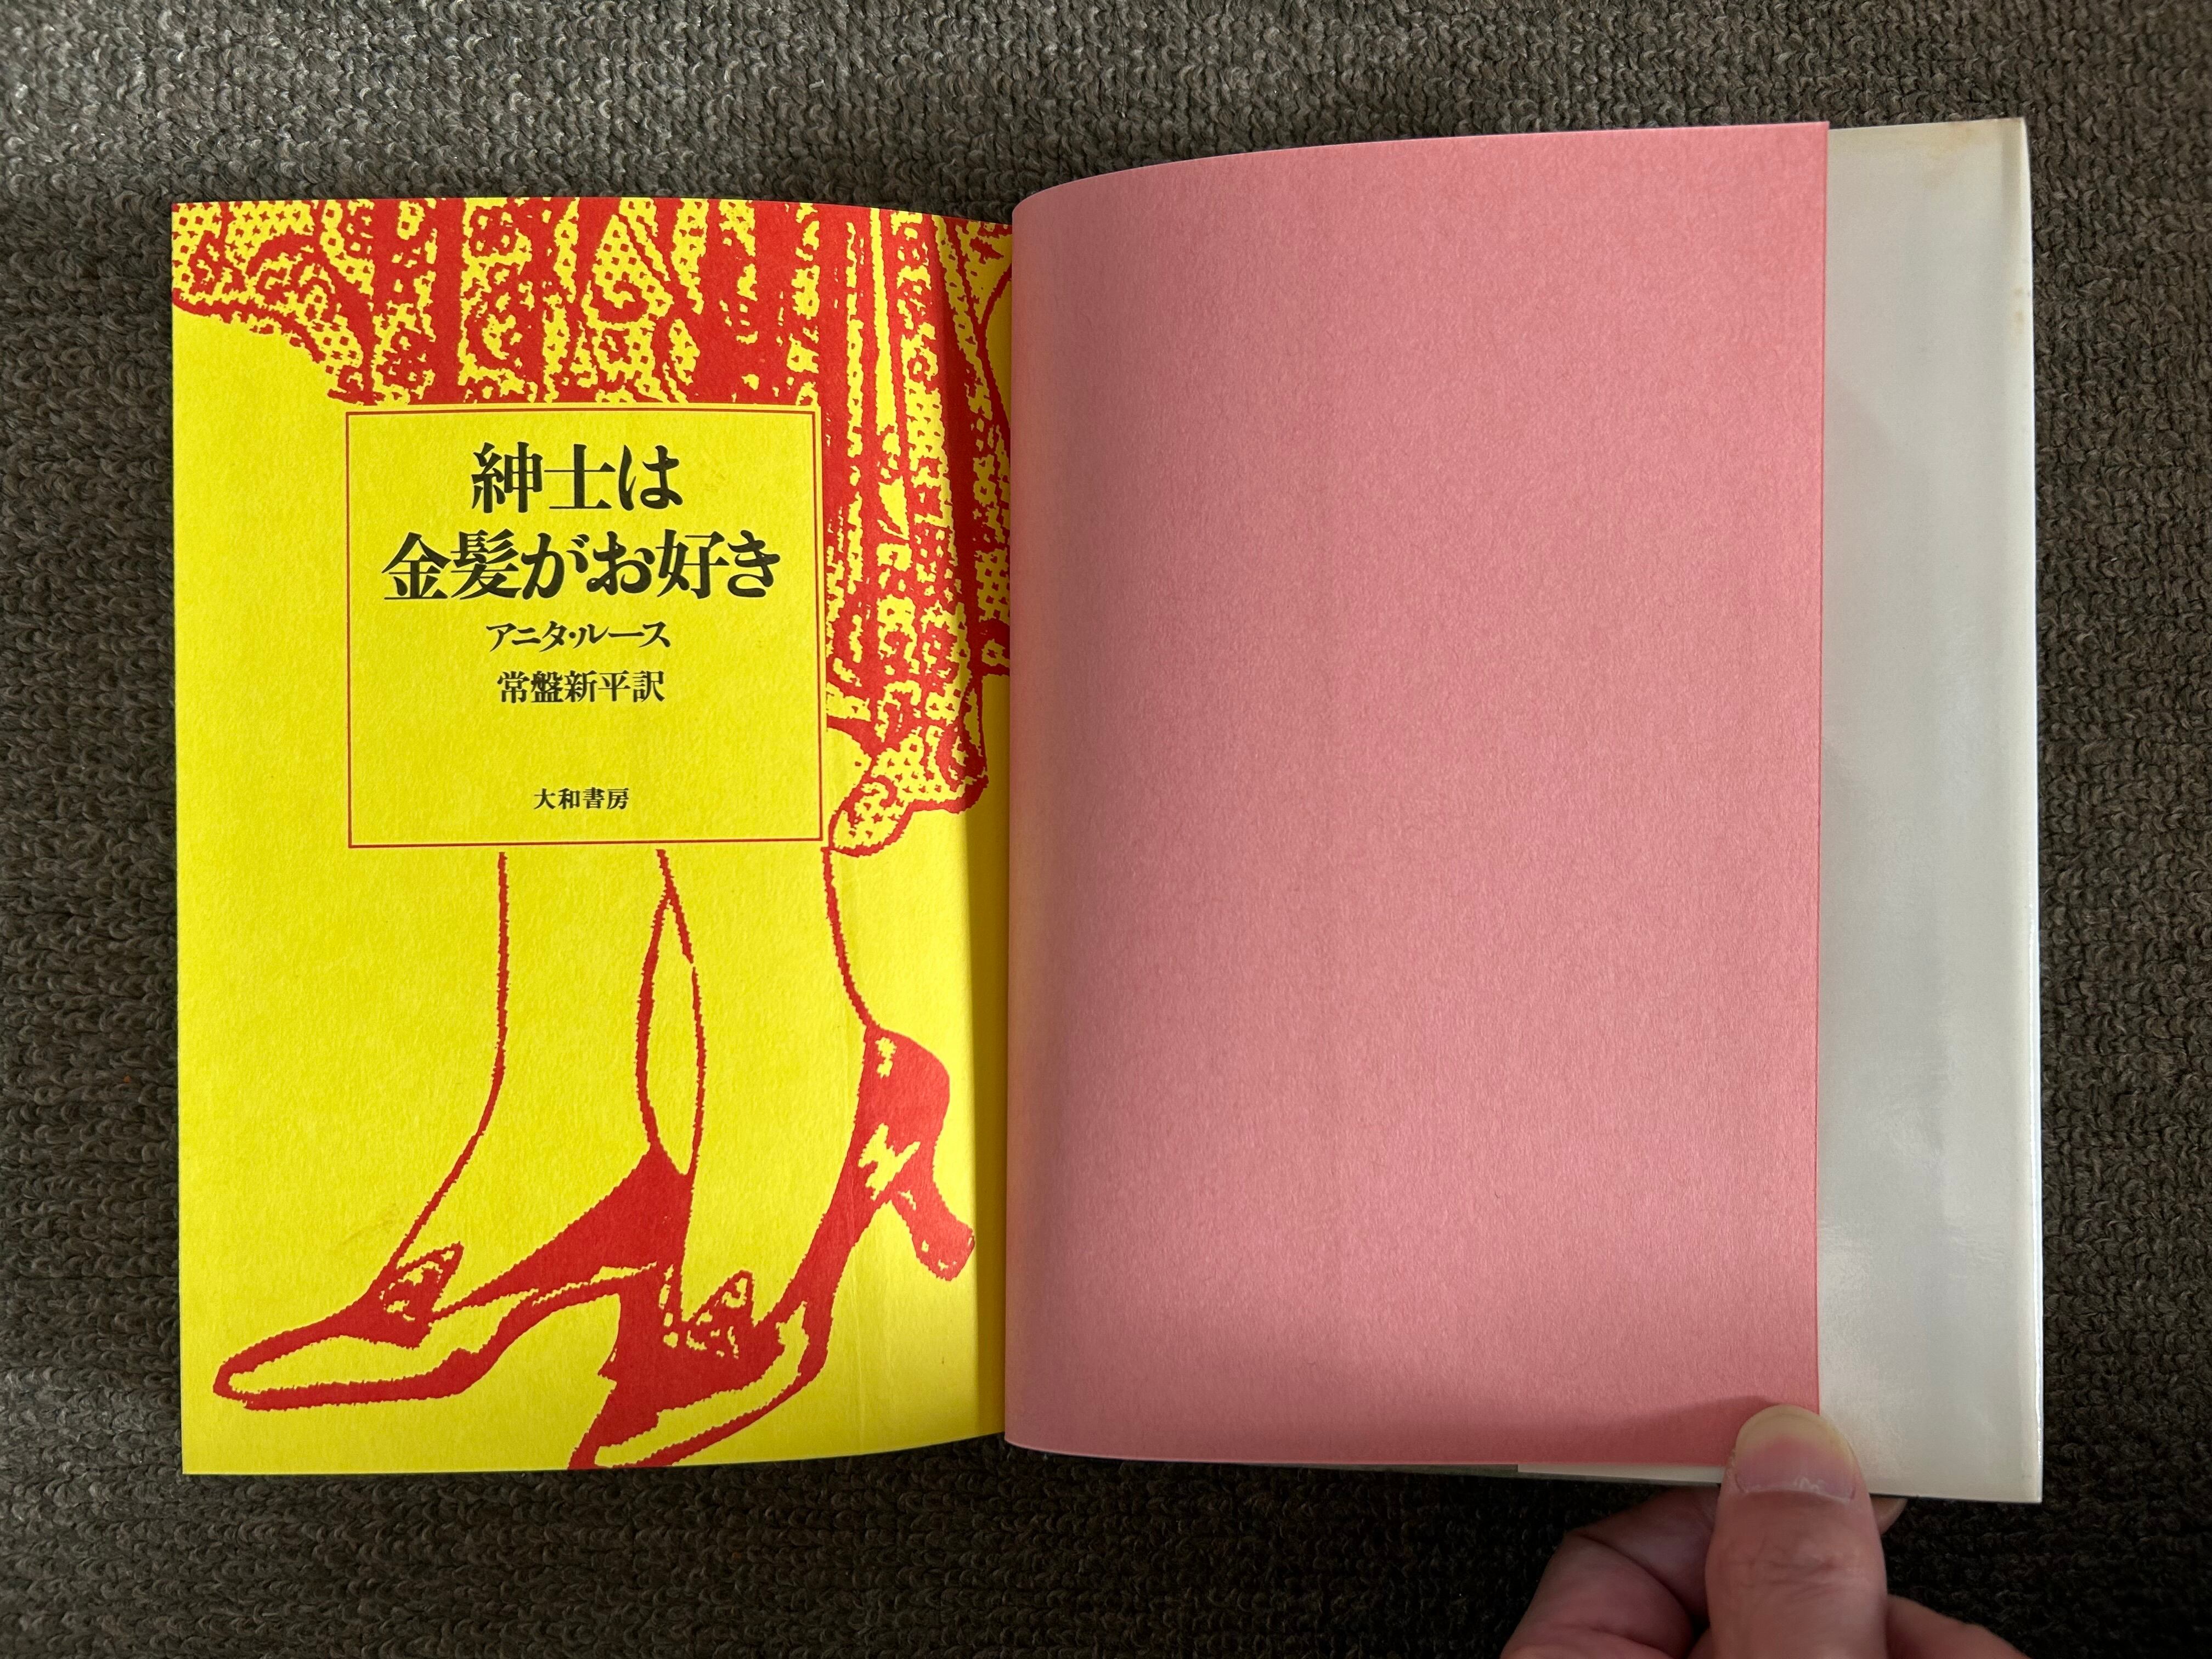 紳士は
金髪がお好き
アニタ・ルース
常盤新平訳
大和書房